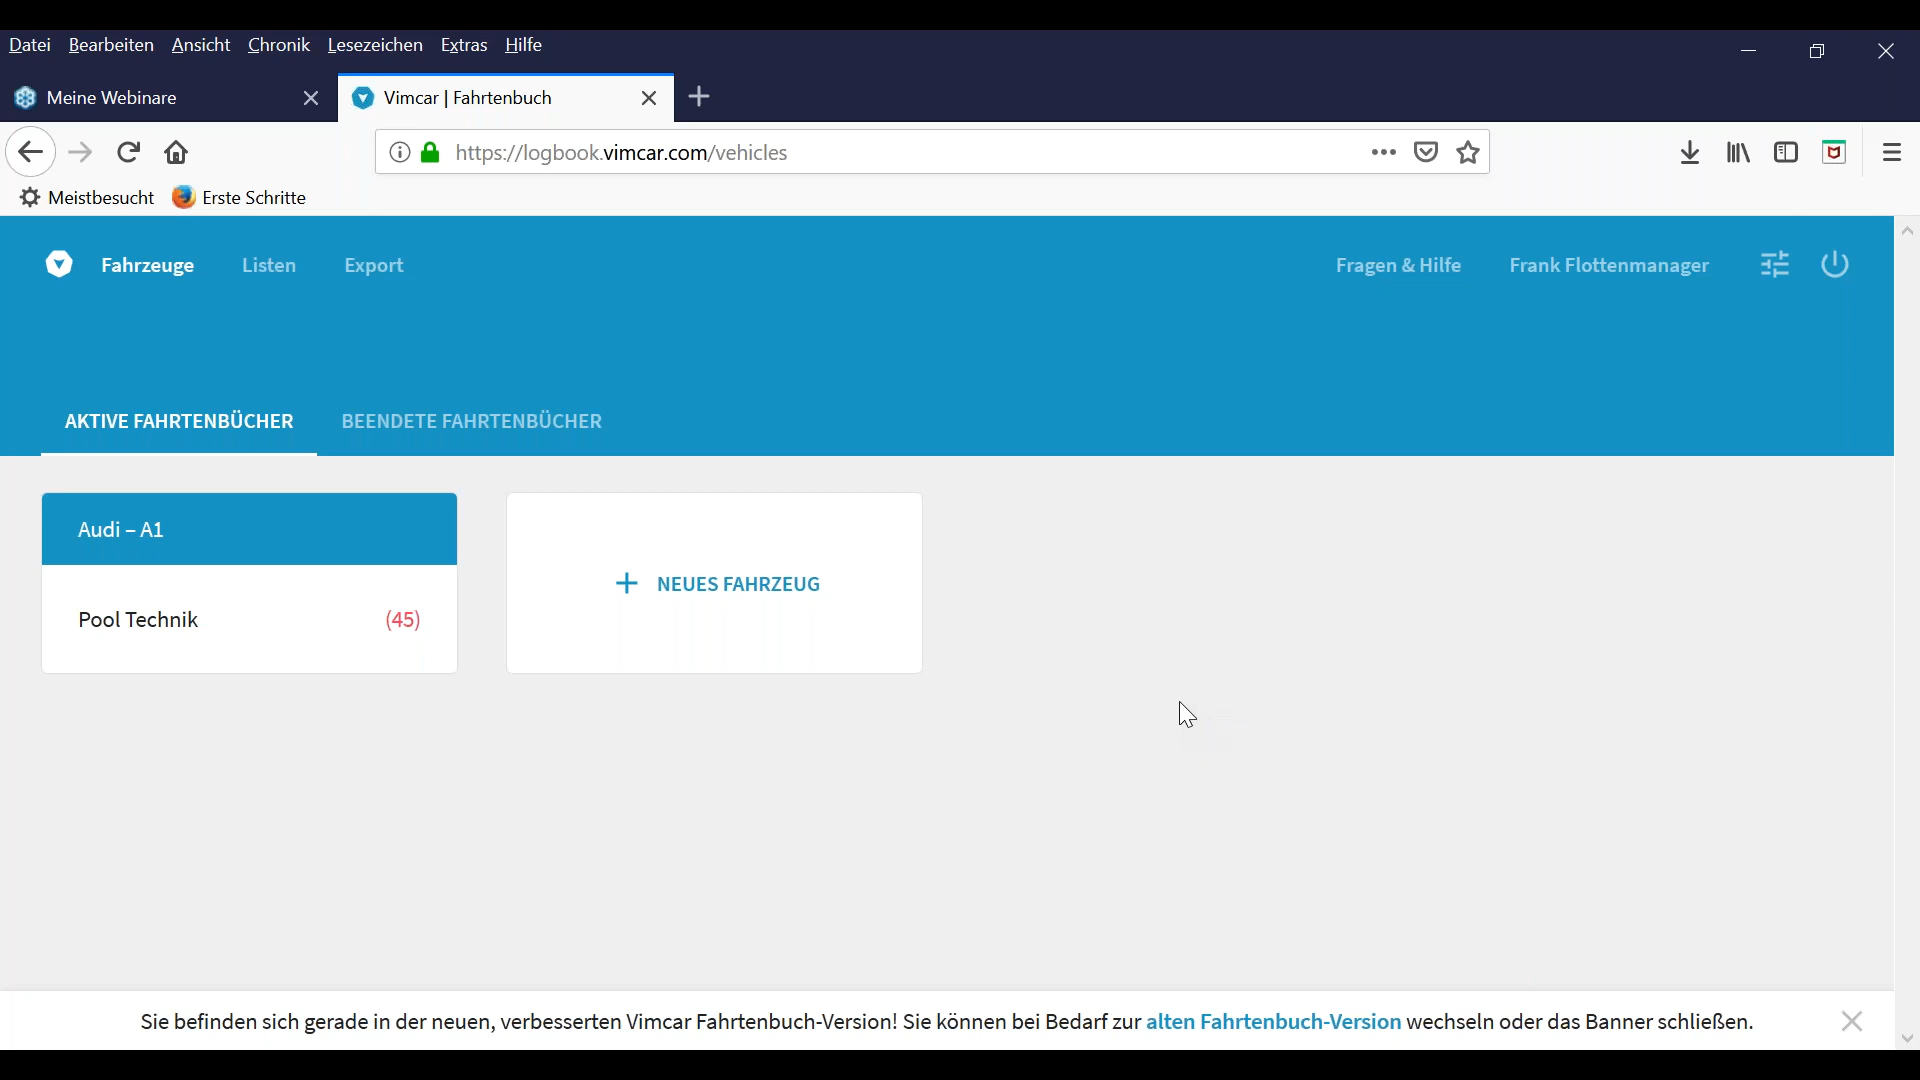 Datei Bearbeiten Ansicht Chronik Lesezeichen Extras Hilfe
Meine Webinare
Vimcar | Fahrtenbuch
https://logbook.vimcar.com/vehicles
Meistbesucht Erste Schritte
Fahrzeuge Listen Export Fragen & Hilfe Frank Flottenmanager
AKTIVE FAHRTENBÜCHER BEENDETE FAHRTENBÜCHER
Audi – A1
Pool Technik (45)
NEUES FAHRZEUG
Sie befinden sich gerade in der neuen, verbesserten Vimcar Fahrtenbuch-Version! Sie können bei Bedarf zur alten Fahrtenbuch-Version wechseln oder das Banner schließen.